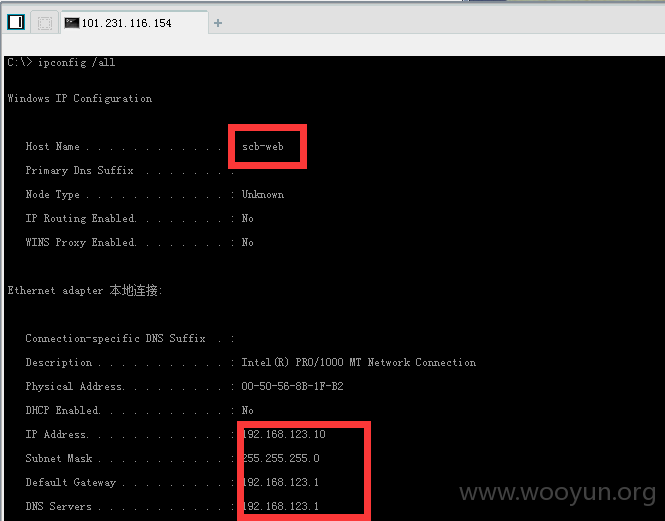 101.231.116.154
C:\> ipconfig /all
Windows IP Configuration
Host Name . . . . . . . . . . . . : scb-web
Primary Dns Suffix . . . . . . . :
Node Type . . . . . . . . . . . . : Unknown
IP Routing Enabled. . . . . . . . : No
WINS Proxy Enabled. . . . . . . . : No
Ethernet adapter 本地连接:
Connection-specific DNS Suffix . :
Description . . . . . . . . . . . : Intel(R) PRO/1000 MT Network Connection
Physical Address. . . . . . . . . : 00-50-56-8B-1F-B2
DHCP Enabled. . . . . . . . . . . : No
IP Address. . . . . . . . . . . . : 192.168.123.10
Subnet Mask . . . . . . . . . . . : 255.255.255.0
Default Gateway . . . . . . . . . : 192.168.123.1
DNS Servers . . . . . . . . . . . : 192.168.123.1
www.wooyun.org